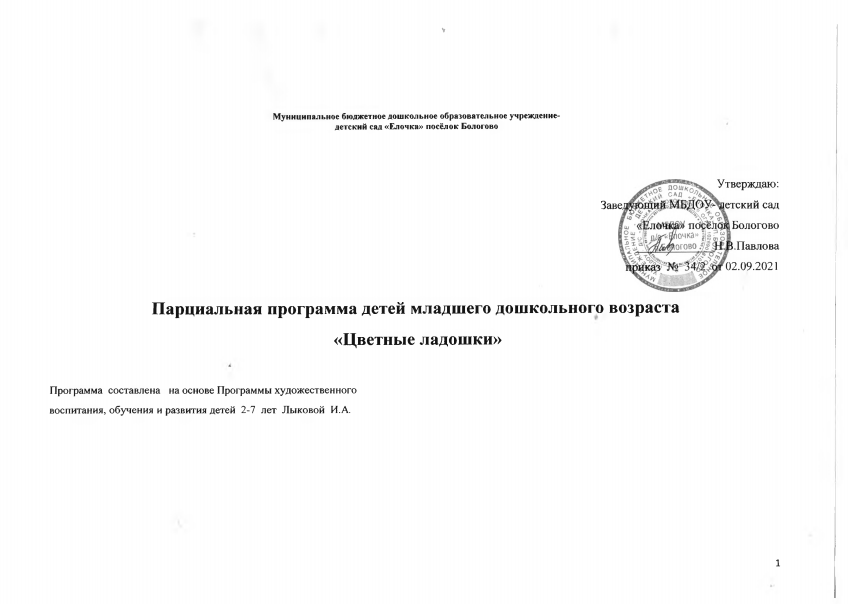 Муниципальное бюджетное дошкольное образовательное учреждение-
детский сад «Елочка» посёлок Бологово
Утверждаю:
Заведующий МБДОУ- детский сад
«Елочка» посёлок Бологово
Н.В.Павлова
приказ № 34/2 от 02.09.2021
Парциальная программа детей младшего дошкольного возраста
«Цветные ладошки»
Программа составлена на основе Программы художественного
воспитания, обучения и развития детей 2-7 лет Лыковой И.А.
1